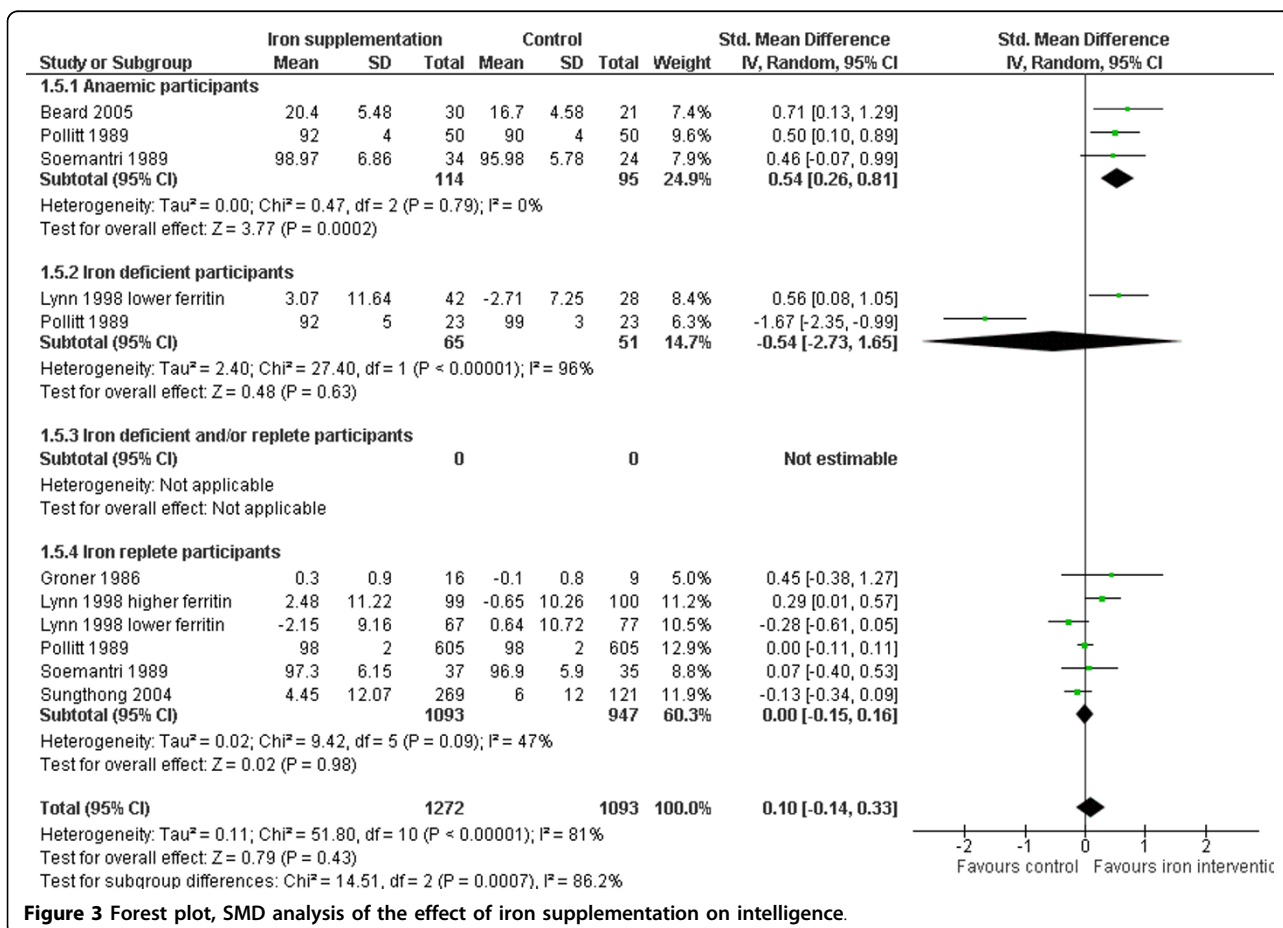 Iron supplementation Control Std. Mean Difference Std. Mean Difference
Study or Subgroup Mean SD Total Mean SD Total Weight IV, Random, 95% CI IV, Random, 95% CI
1.5.1 Anaemic participants
Beard 2005 20.4 5.48 30 16.7 4.58 21 7.4% 0.71 [0.13, 1.29]
Pollitt 1989 92 4 50 90 4 50 9.6% 0.50 [0.10, 0.89]
Soemantri 1989 98.97 6.86 34 95.98 5.78 24 7.9% 0.46 [-0.07, 0.99]
Subtotal (95% CI) 114 95 24.9% 0.54 [0.26, 0.81]
Heterogeneity: Tau² = 0.00; Chi² = 0.47, df = 2 (P = 0.79); I² = 0%
Test for overall effect: Z = 3.77 (P = 0.0002)
1.5.2 Iron deficient participants
Lynn 1998 lower ferritin 3.07 11.64 42 -2.71 7.25 28 8.4% 0.56 [0.08, 1.05]
Pollitt 1989 92 5 23 99 3 23 6.3% -1.67 [-2.35, -0.99]
Subtotal (95% CI) 65 51 14.7% -0.54 [-2.73, 1.65]
Heterogeneity: Tau² = 2.40; Chi² = 27.40, df = 1 (P < 0.00001); I² = 96%
Test for overall effect: Z = 0.48 (P = 0.63)
1.5.3 Iron deficient and/or replete participants
Subtotal (95% CI) 0 0 Not estimable
Heterogeneity: Not applicable
Test for overall effect: Not applicable
1.5.4 Iron replete participants
Groner 1986 0.3 0.9 16 -0.1 0.8 9 5.0% 0.45 [-0.38, 1.27]
Lynn 1998 higher ferritin 2.48 11.22 99 -0.65 10.26 100 11.2% 0.29 [0.01, 0.57]
Lynn 1998 lower ferritin -2.15 9.16 67 0.64 10.72 77 10.5% -0.28 [-0.61, 0.05]
Pollitt 1989 98 2 605 98 2 605 12.9% 0.00 [-0.11, 0.11]
Soemantri 1989 97.3 6.15 37 96.9 5.9 35 8.8% 0.07 [-0.40, 0.53]
Sungthong 2004 4.45 12.07 269 6 12 121 11.9% -0.13 [-0.34, 0.09]
Subtotal (95% CI) 1093 947 60.3% 0.00 [-0.15, 0.16]
Heterogeneity: Tau² = 0.02; Chi² = 9.42, df = 5 (P = 0.09); I² = 47%
Test for overall effect: Z = 0.02 (P = 0.98)
Total (95% CI) 1272 1093 100.0% 0.10 [-0.14, 0.33]
Heterogeneity: Tau² = 0.11; Chi² = 51.80, df = 10 (P < 0.00001); I² = 81%
Test for overall effect: Z = 0.79 (P = 0.43)
Test for subgroup differences: Chi² = 14.51, df = 2 (P = 0.0007), I² = 86.2%
-2 -1 0 1 2
Favours control Favours iron interventic
Figure 3 Forest plot, SMD analysis of the effect of iron supplementation on intelligence.